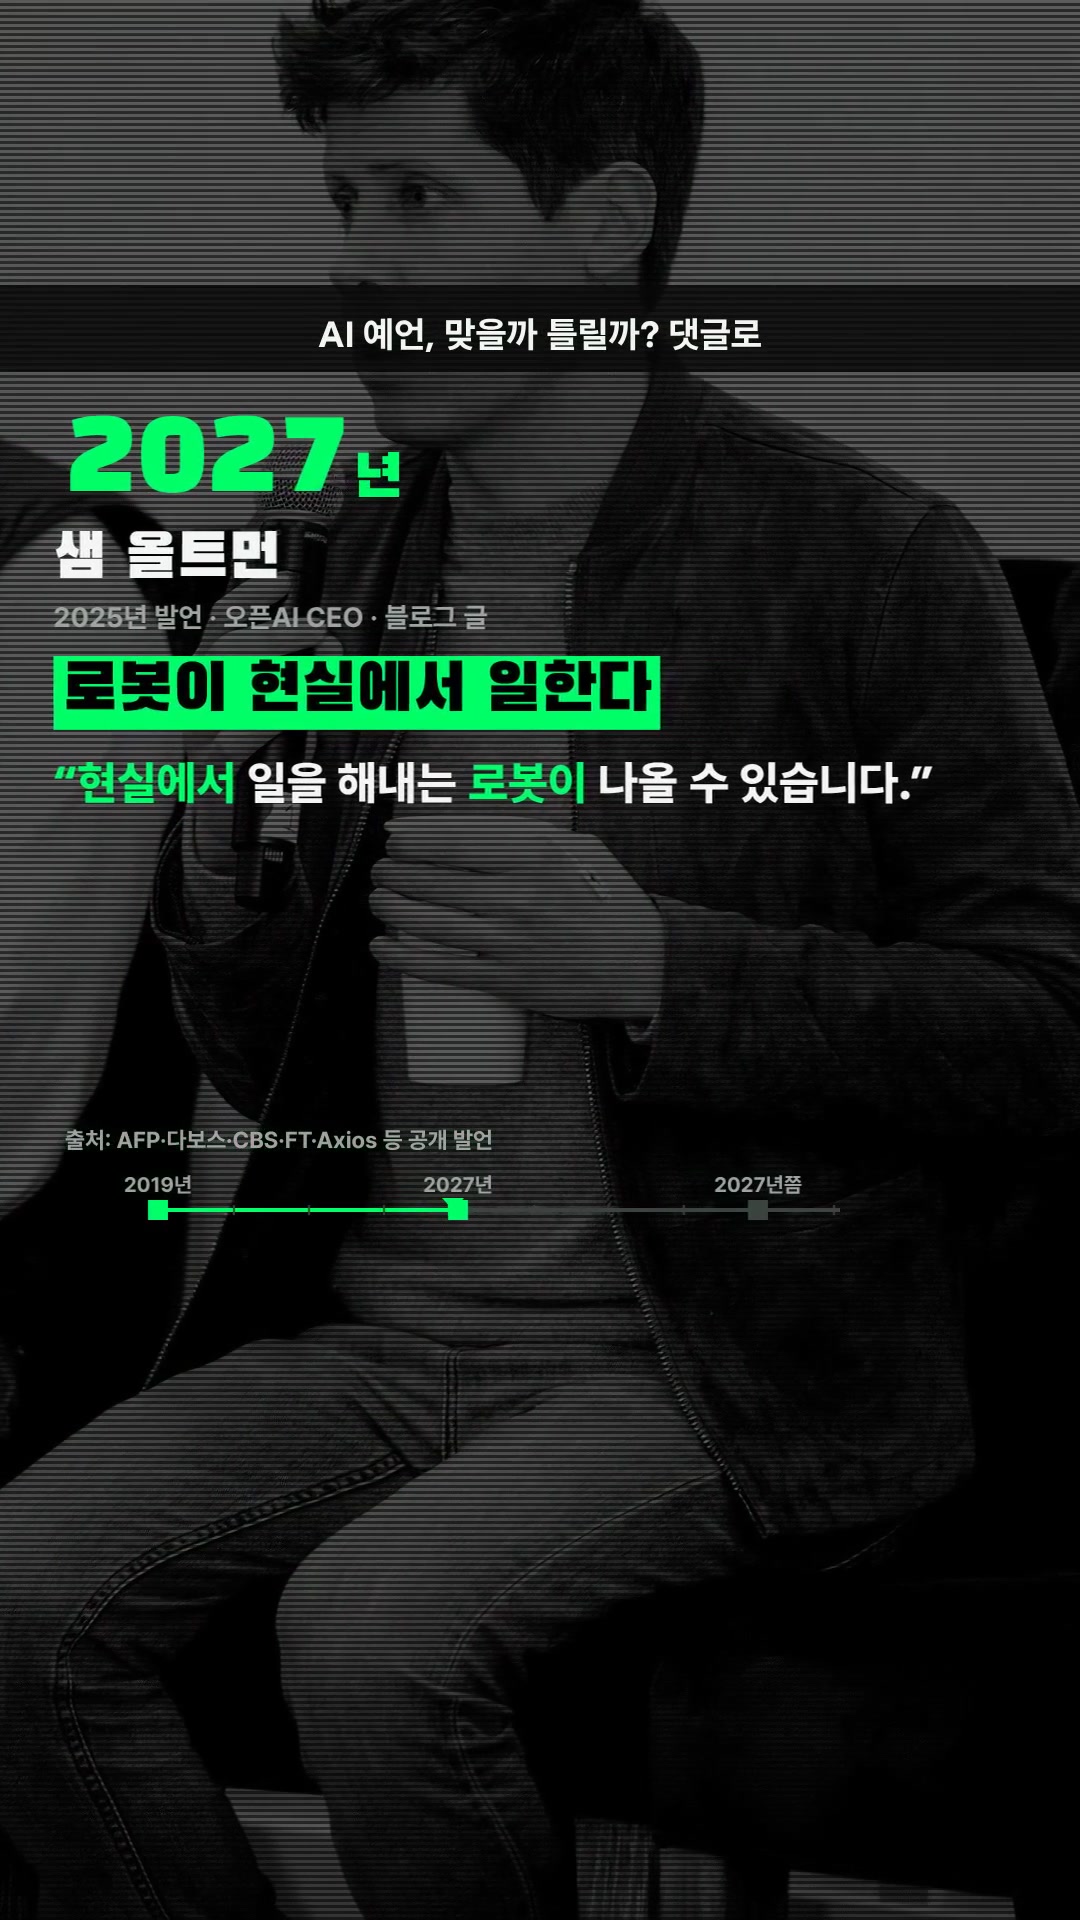 AI 예언, 맞을까 틀릴까? 댓글로
2027년
샘 올트먼
2025년 발언 · 오픈AI CEO · 블로그 글
로봇이 현실에서 일한다
“현실에서 일을 해내는 로봇이 나올 수 있습니다.”
출처: AFP·다보스·CBS·FT·Axios 등 공개 발언
2019년 2027년 2027년쯤